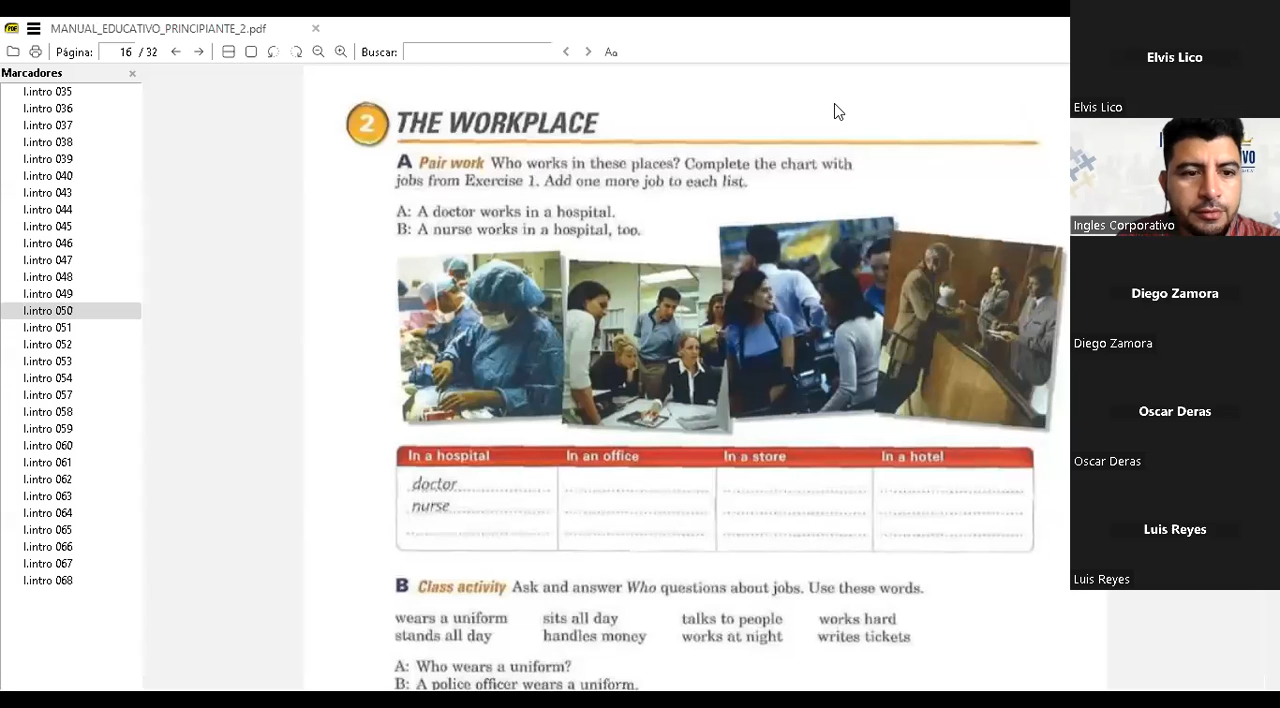 MANUAL_EDUCATIVO_PRINCIPIANTE_2.pdf
Página: 16 / 32 Buscar: Aa
Marcadores
I.intro 035
I.intro 036
I.intro 037
I.intro 038
I.intro 039
I.intro 040
I.intro 043
I.intro 044
I.intro 045
I.intro 046
I.intro 047
I.intro 048
I.intro 049
I.intro 050
I.intro 051
I.intro 052
I.intro 053
I.intro 054
I.intro 057
I.intro 058
I.intro 059
I.intro 060
I.intro 061
I.intro 062
I.intro 063
I.intro 064
I.intro 065
I.intro 066
I.intro 067
I.intro 068
2 THE WORKPLACE
A Pair work Who works in these places? Complete the chart with
jobs from Exercise 1. Add one more job to each list.
A: A doctor works in a hospital.
B: A nurse works in a hospital, too.
In a hospital In an office In a store In a hotel
doctor
nurse
B Class activity Ask and answer Who questions about jobs. Use these words.
wears a uniform sits all day talks to people works hard
stands all day handles money works at night writes tickets
A: Who wears a uniform?
B: A police officer wears a uniform.
Elvis Lico
Elvis Lico
Ingles Corporativo
Diego Zamora
Diego Zamora
Oscar Deras
Oscar Deras
Luis Reyes
Luis Reyes